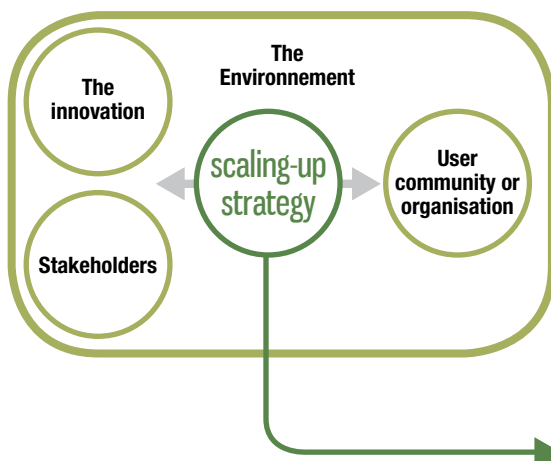 The
innovation
The
Environnement
scaling-up
strategy
User
community or
organisation
Stakeholders